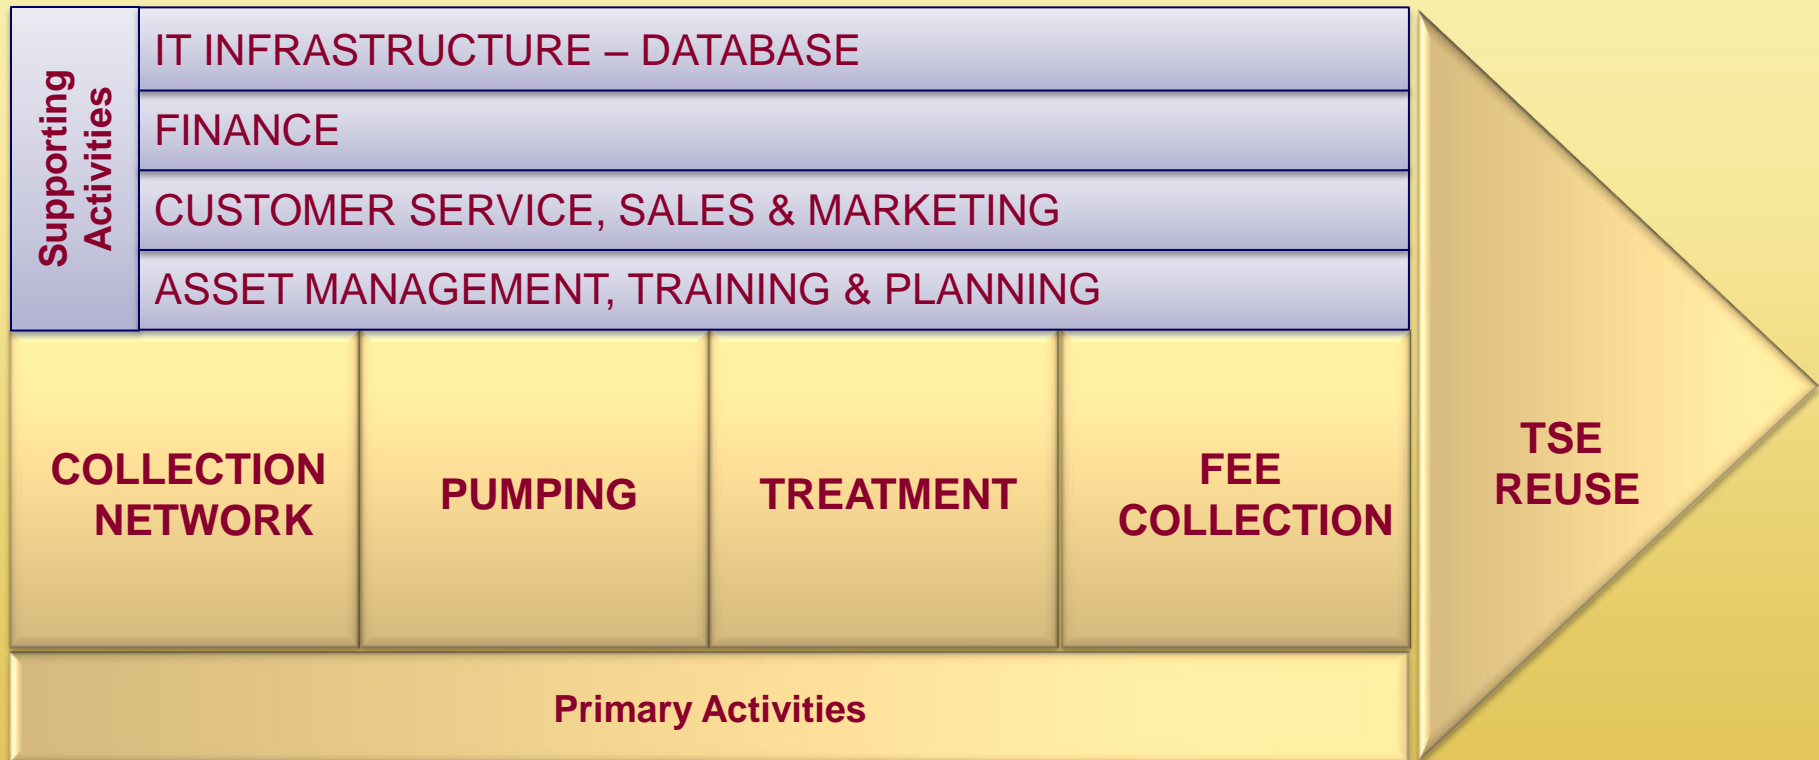 Supporting
Activities
IT INFRASTRUCTURE – DATABASE
FINANCE
CUSTOMER SERVICE, SALES & MARKETING
ASSET MANAGEMENT, TRAINING & PLANNING
COLLECTION
NETWORK
PUMPING
TREATMENT
FEE
COLLECTION
TSE
REUSE
Primary Activities